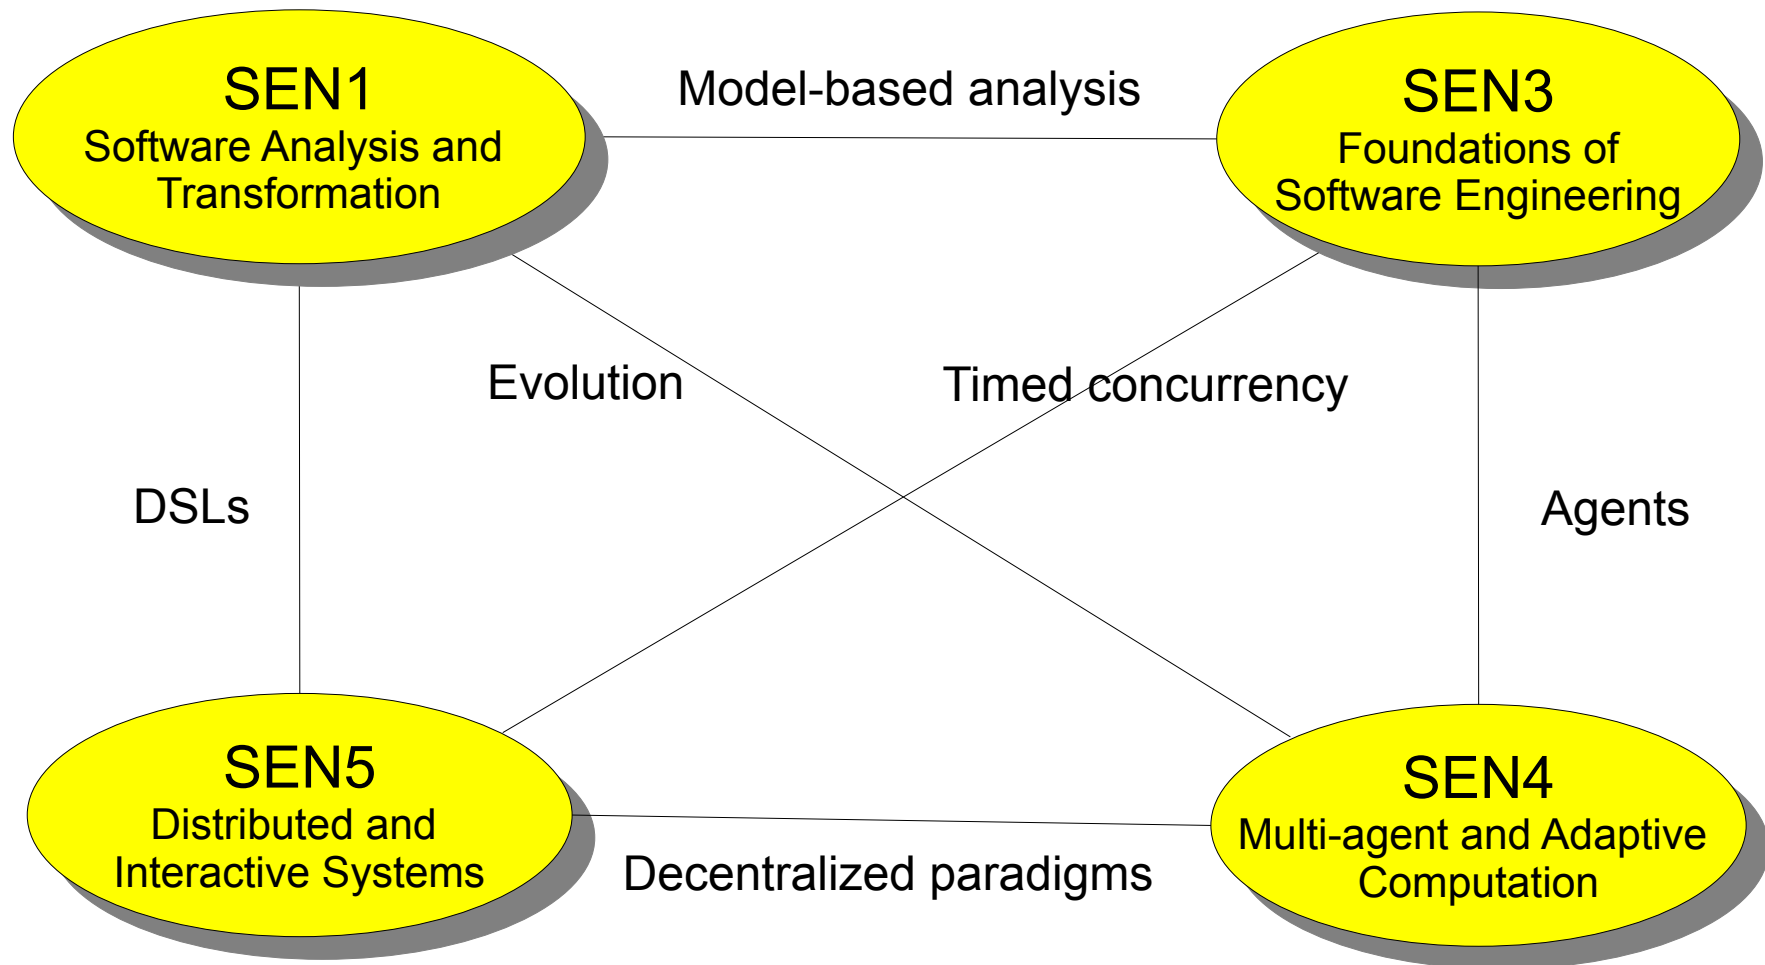 SEN1
Software Analysis and
Transformation
Model-based analysis
SEN3
Foundations of
Software Engineering
Evolution
Timed concurrency
DSLs
Agents
SEN5
Distributed and
Interactive Systems
Decentralized paradigms
SEN4
Multi-agent and Adaptive
Computation